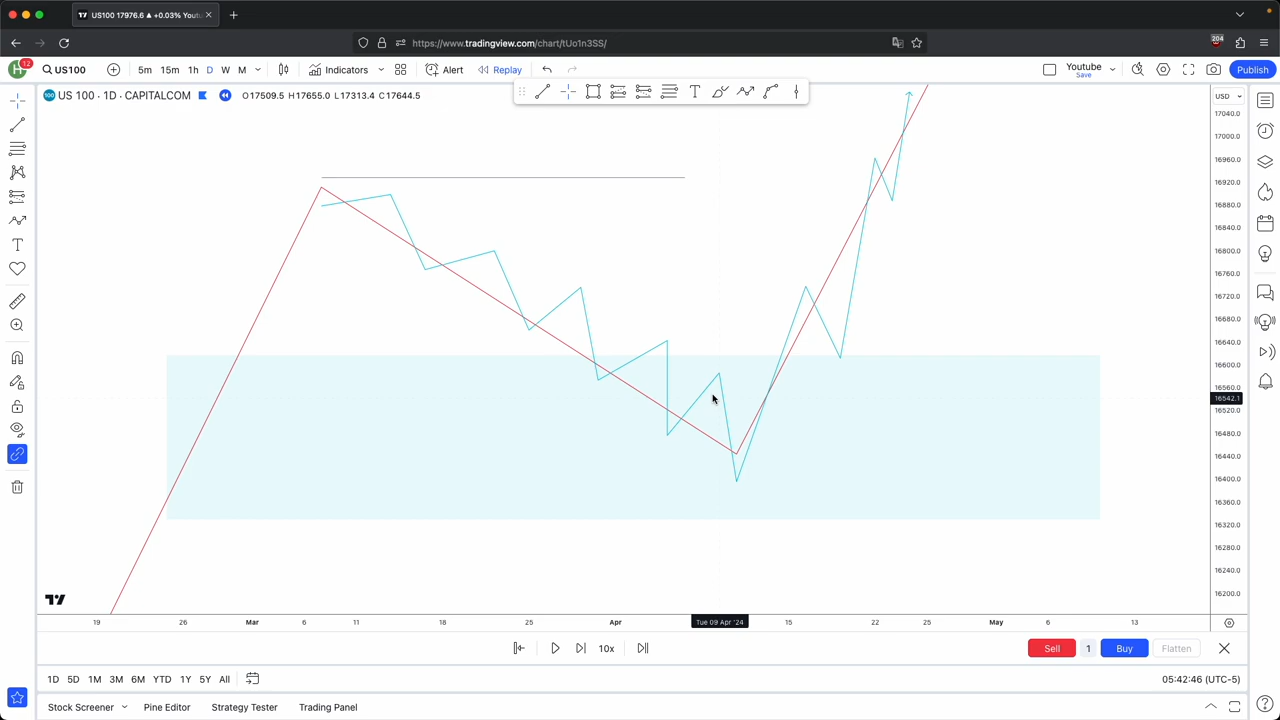 US100 17976.6 ▲ +0.03% Youtu
https://www.tradingview.com/chart/tUo1n3SS/
204
H
12
US100
5m 15m 1h D W M
Indicators
Alert
Replay
Youtube
Save
Publish
100 US 100 · 1D · CAPITALCOM O17509.5 H17655.0 L17313.4 C17644.5
USD
17040.0
17000.0
16960.0
16920.0
16880.0
16840.0
16800.0
16760.0
16720.0
16680.0
16640.0
16600.0
16560.0
16542.1
16520.0
16480.0
16440.0
16400.0
16360.0
16320.0
16280.0
16240.0
16200.0
19 26 Mar 6 11 18 25 Apr Tue 09 Apr '24 15 22 25 May 6 13
10x
Sell 1 Buy Flatten
1D 5D 1M 3M 6M YTD 1Y 5Y All
05:42:46 (UTC-5)
Stock Screener Pine Editor Strategy Tester Trading Panel